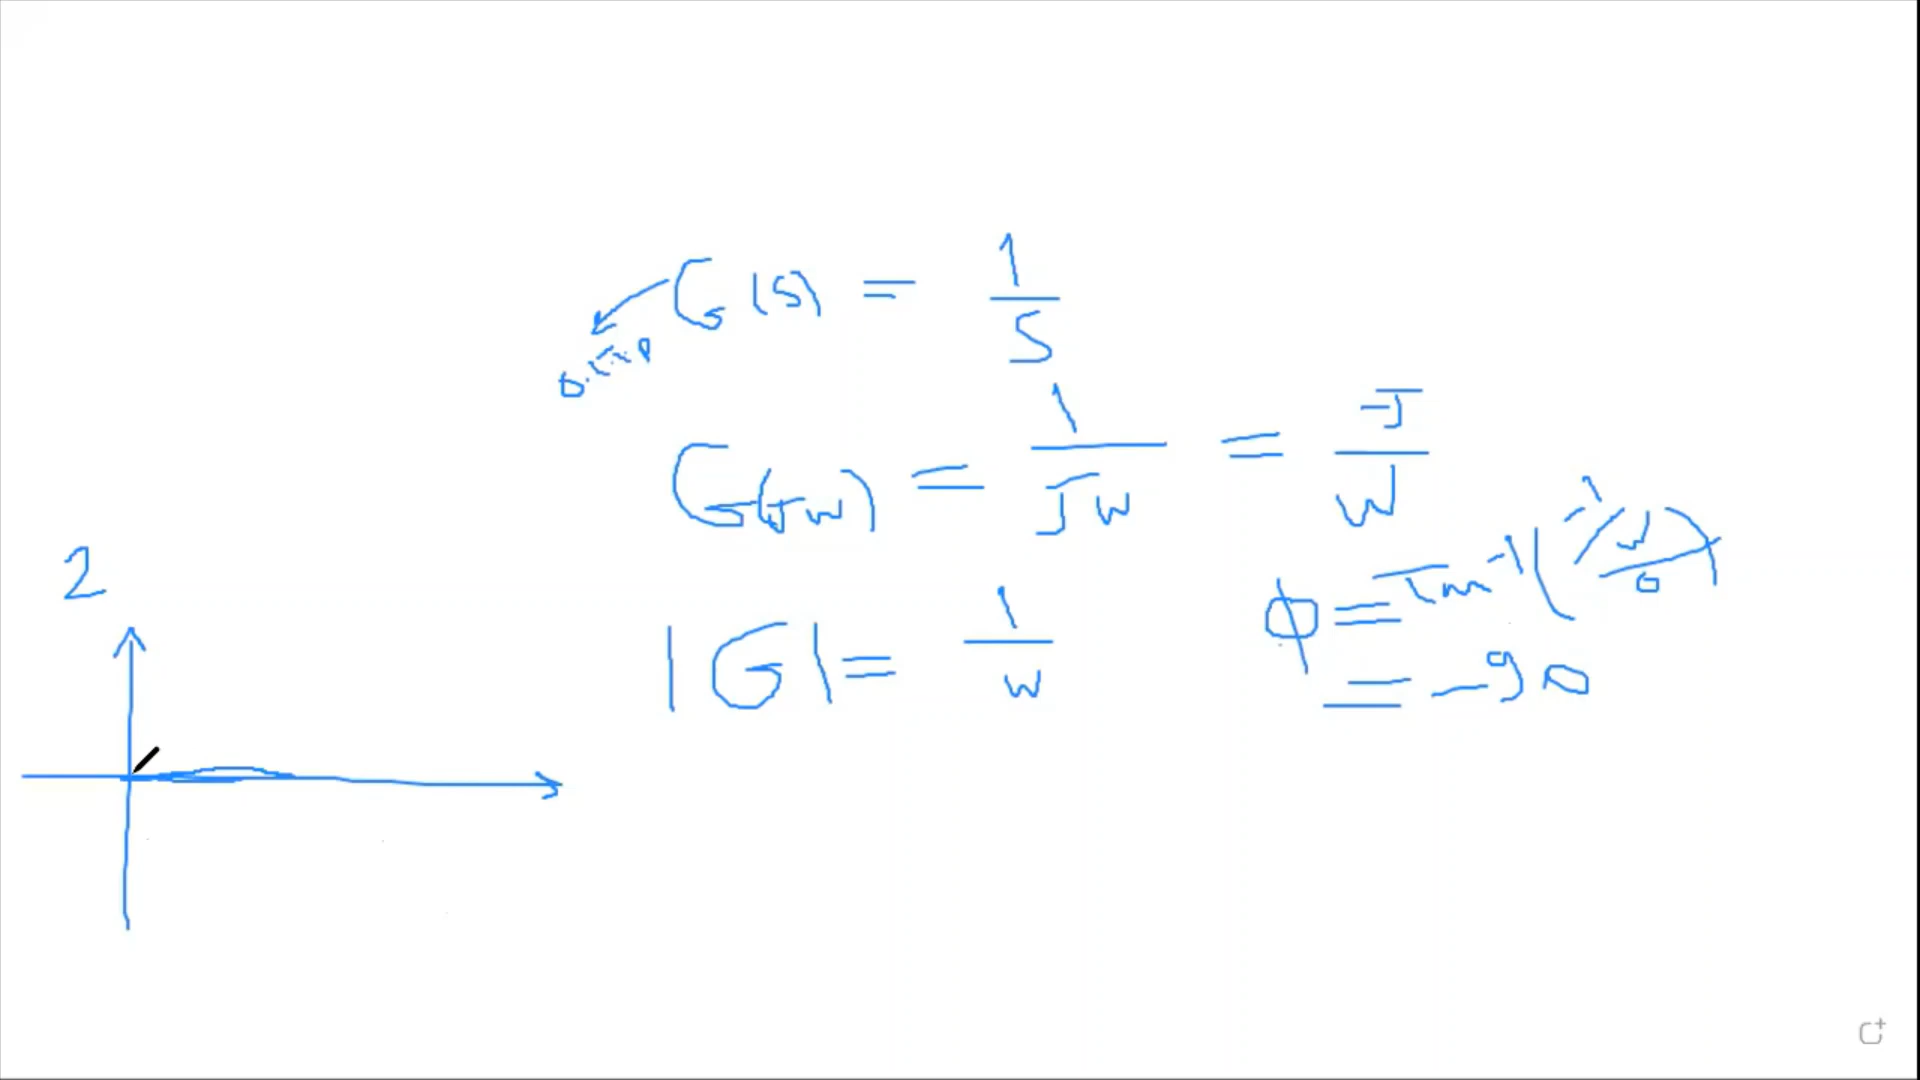 G(s) = 1/s
G(jw) = 1/jw = -j/w
2
|G| = 1/w
φ = Tan^-1(-1/w / 0)
= -90